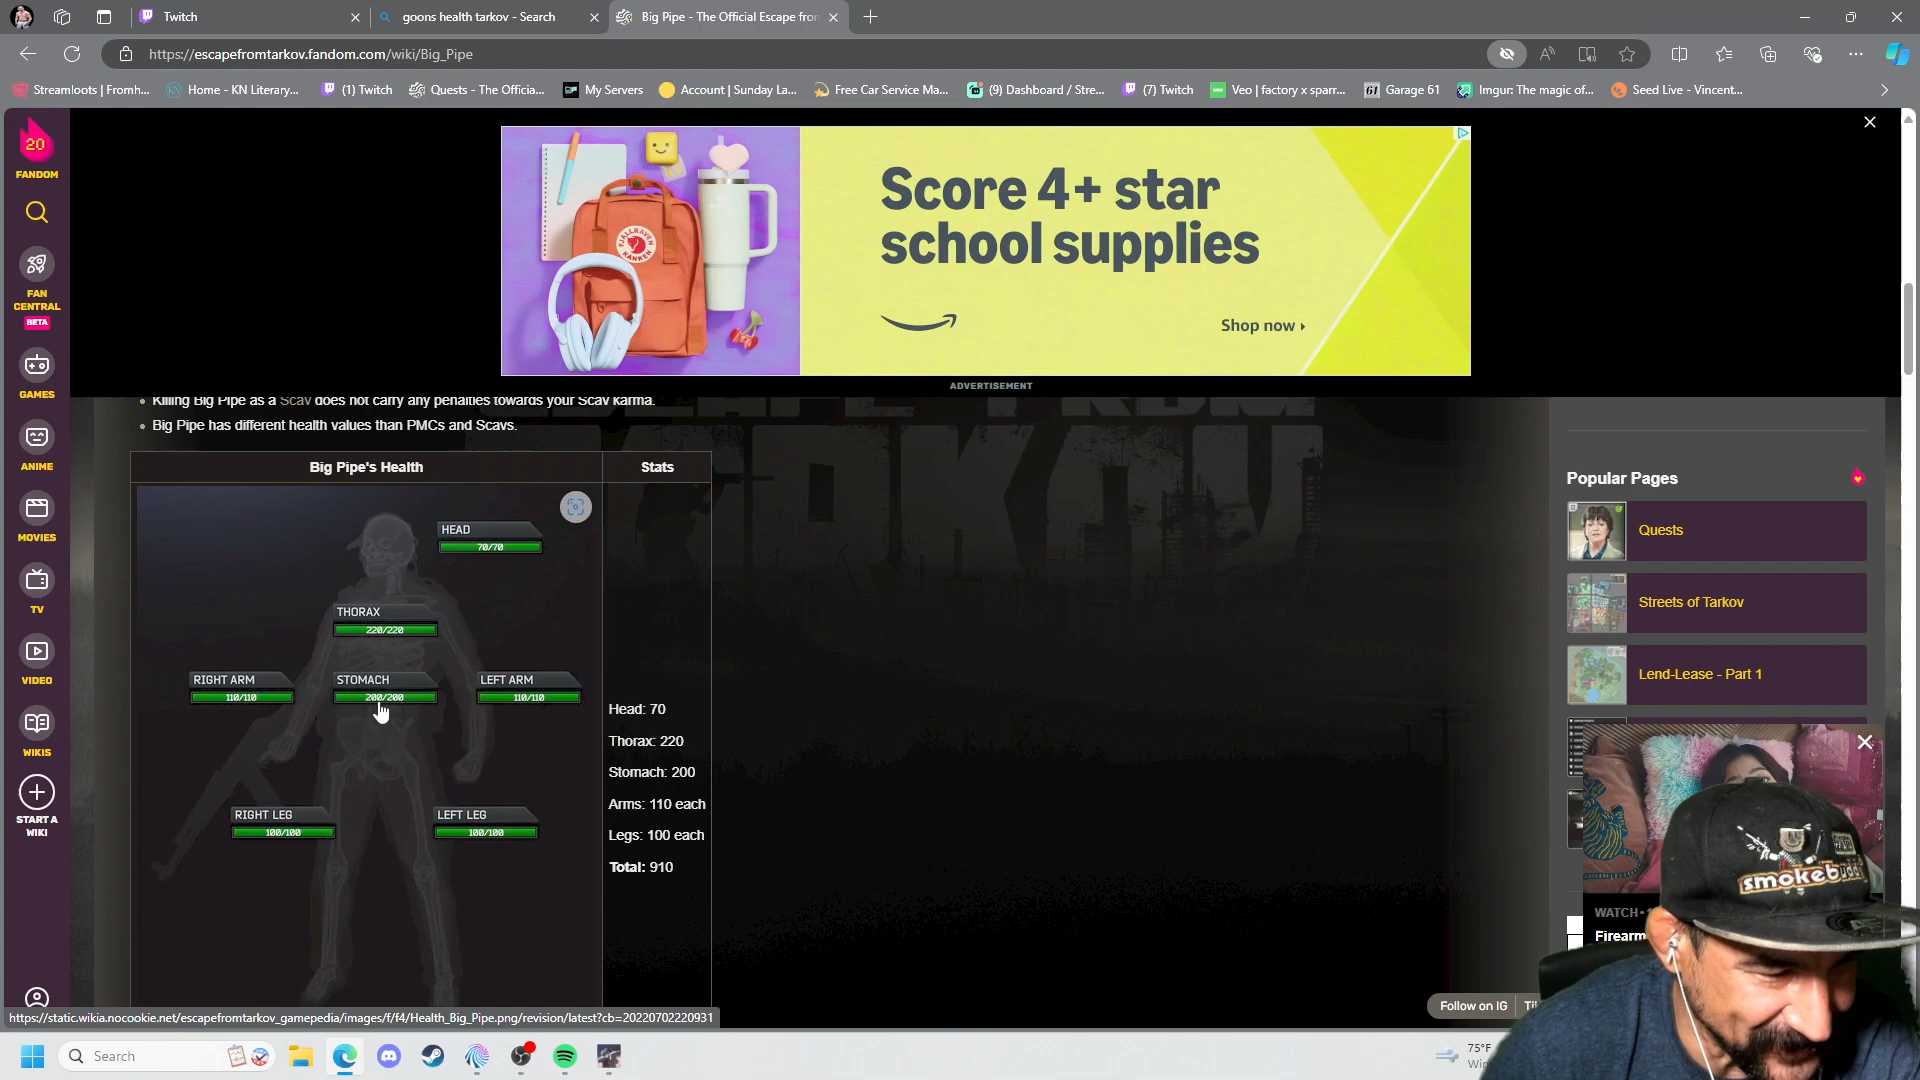 Twitch
goons health tarkov - Search
Big Pipe - The Official Escape from
https://escapefromtarkov.fandom.com/wiki/Big_Pipe
Streamloots | Fromh...
Home - KN Literary...
(1) Twitch
Quests - The Officia...
My Servers
Account | Sunday La...
Free Car Service Ma...
(9) Dashboard / Stre...
(7) Twitch
Veo | factory x sparr...
Garage 61
Imgur: The magic of...
Seed Live - Vincent...
20
FANDOM
FAN
CENTRAL
BETA
GAMES
ANIME
MOVIES
TV
VIDEO
WIKIS
START A
WIKI
FJÄLLRÄVEN
KÅNKEN
Score 4+ star
school supplies
Shop now
ADVERTISEMENT
Killing Big Pipe as a Scav does not carry any penalties towards your Scav karma.
Big Pipe has different health values than PMCs and Scavs.
Big Pipe's Health
Stats
HEAD
70/70
THORAX
220/220
RIGHT ARM
110/110
STOMACH
200/200
LEFT ARM
110/110
RIGHT LEG
100/100
LEFT LEG
100/100
Head: 70
Thorax: 220
Stomach: 200
Arms: 110 each
Legs: 100 each
Total: 910
Popular Pages
Quests
Streets of Tarkov
Lend-Lease - Part 1
WATCH
Firearm
smokebudd
Follow on IG
https://static.wikia.nocookie.net/escapefromtarkov_gamepedia/images/f/f4/Health_Big_Pipe.png/revision/latest?cb=20220702220931
Search
75°F